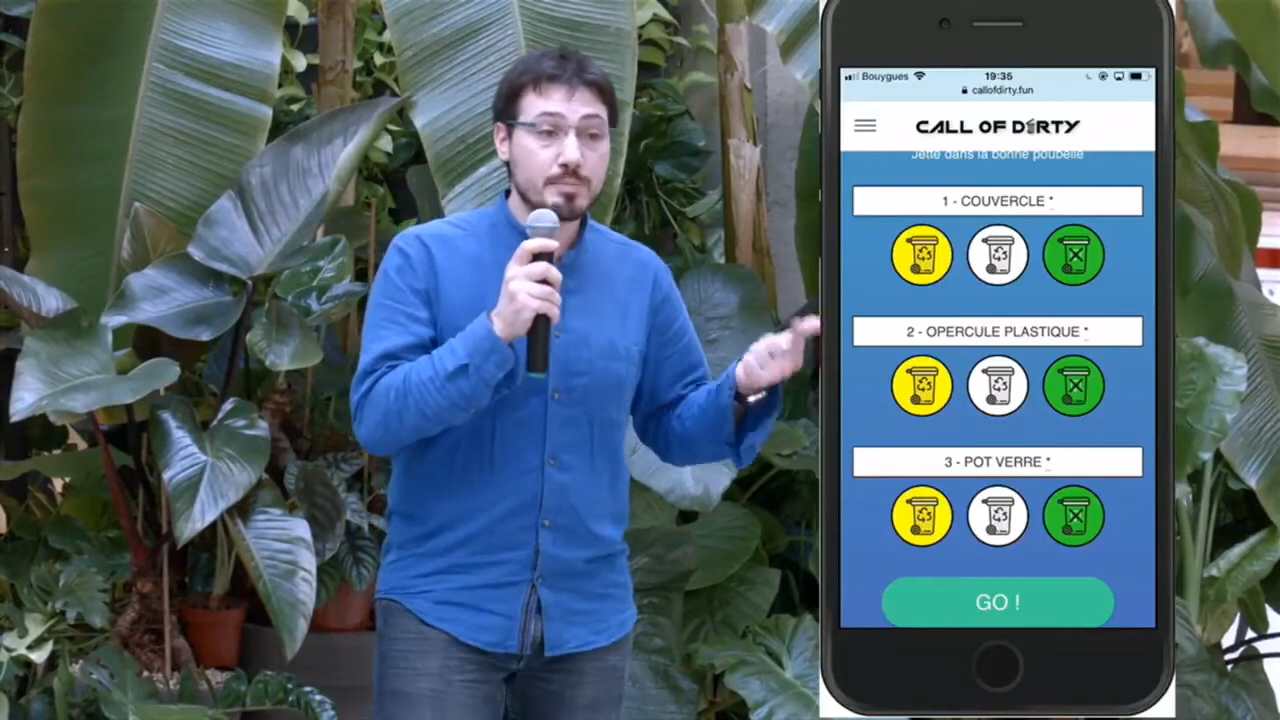 Bouygues 19:35
callofdirty.fun
CALL OF DIRTY
Jette dans la bonne poubelle
1 - COUVERCLE *
2 - OPERCULE PLASTIQUE *
3 - POT VERRE *
GO !